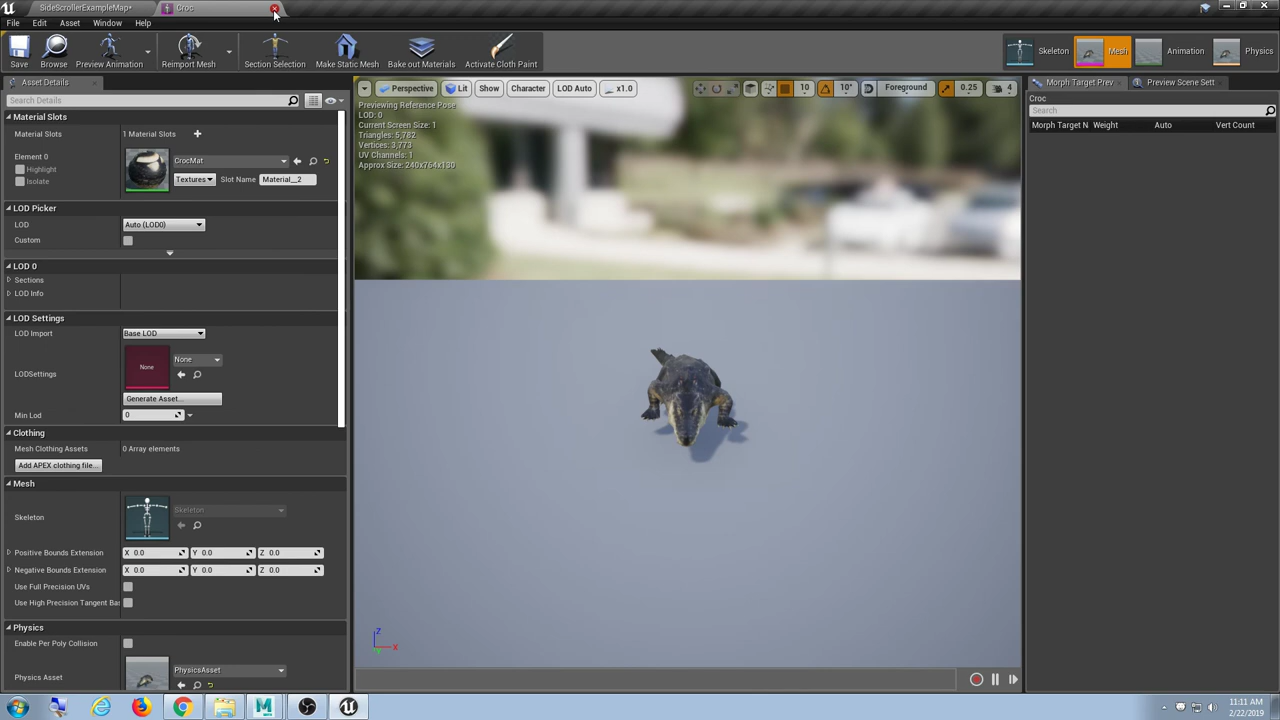 SideScrollerExampleMap*
Croc
File Edit Asset Window Help
Save
Browse
Preview Animation
Reimport Mesh
Section Selection
Make Static Mesh
Bake out Materials
Activate Cloth Paint
Skeleton
Mesh
Animation
Physics
Asset Details
Search Details
Material Slots
Material Slots 1 Material Slots
Element 0
Highlight
Isolate
CrocMat
Textures Slot Name Material__2
LOD Picker
LOD Auto (LOD0)
Custom
LOD 0
Sections
LOD Info
LOD Settings
LOD Import Base LOD
LODSettings
None
None
Generate Asset...
Min Lod 0
Clothing
Mesh Clothing Assets 0 Array elements
Add APEX clothing file...
Mesh
Skeleton
Skeleton
Positive Bounds Extension X 0.0 Y 0.0 Z 0.0
Negative Bounds Extension X 0.0 Y 0.0 Z 0.0
Use Full Precision UVs
Use High Precision Tangent Bas
Physics
Enable Per Poly Collision
Physics Asset
PhysicsAsset
Perspective Lit Show Character LOD Auto x1.0
10 10° Foreground 0.25 4
Previewing Reference Pose
LOD: 0
Current Screen Size: 1
Triangles: 5,782
Vertices: 3,773
UV Channels: 1
Approx Size: 240x764x130
Z
X
Morph Target Prev
Preview Scene Sett
Croc
Search
Morph Target N Weight Auto Vert Count
11:11 AM
2/22/2019